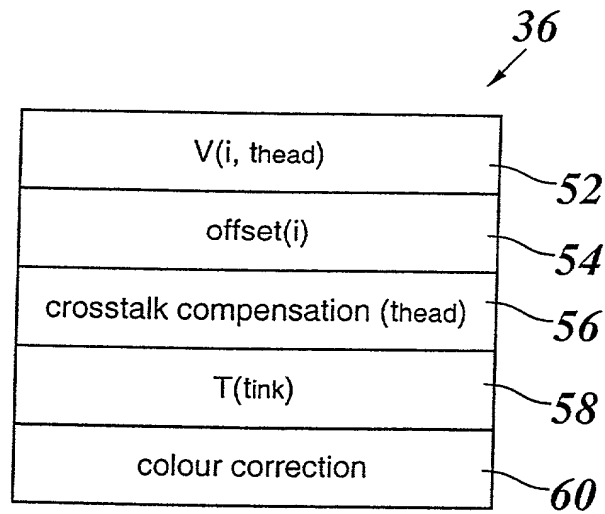 36
V(i, thead)
52
offset(i)
54
crosstalk compensation (thead)
56
T(tink)
58
colour correction
60